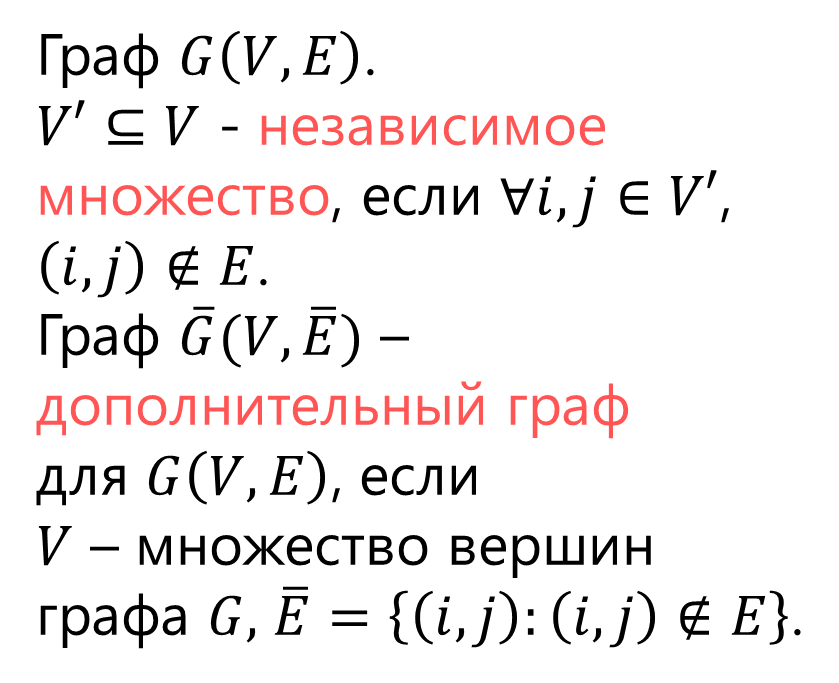 Граф 𝐺(𝑉, 𝐸).
𝑉′ ⊆ 𝑉 - независимое
множество, если ∀𝑖, 𝑗 ∈ 𝑉′,
(𝑖, 𝑗) ∉ 𝐸.
Граф 𝐺̅(𝑉, 𝐸̅) –
дополнительный граф
для 𝐺(𝑉, 𝐸), если
𝑉 – множество вершин
графа 𝐺, 𝐸̅ = {(𝑖, 𝑗): (𝑖, 𝑗) ∉ 𝐸}.